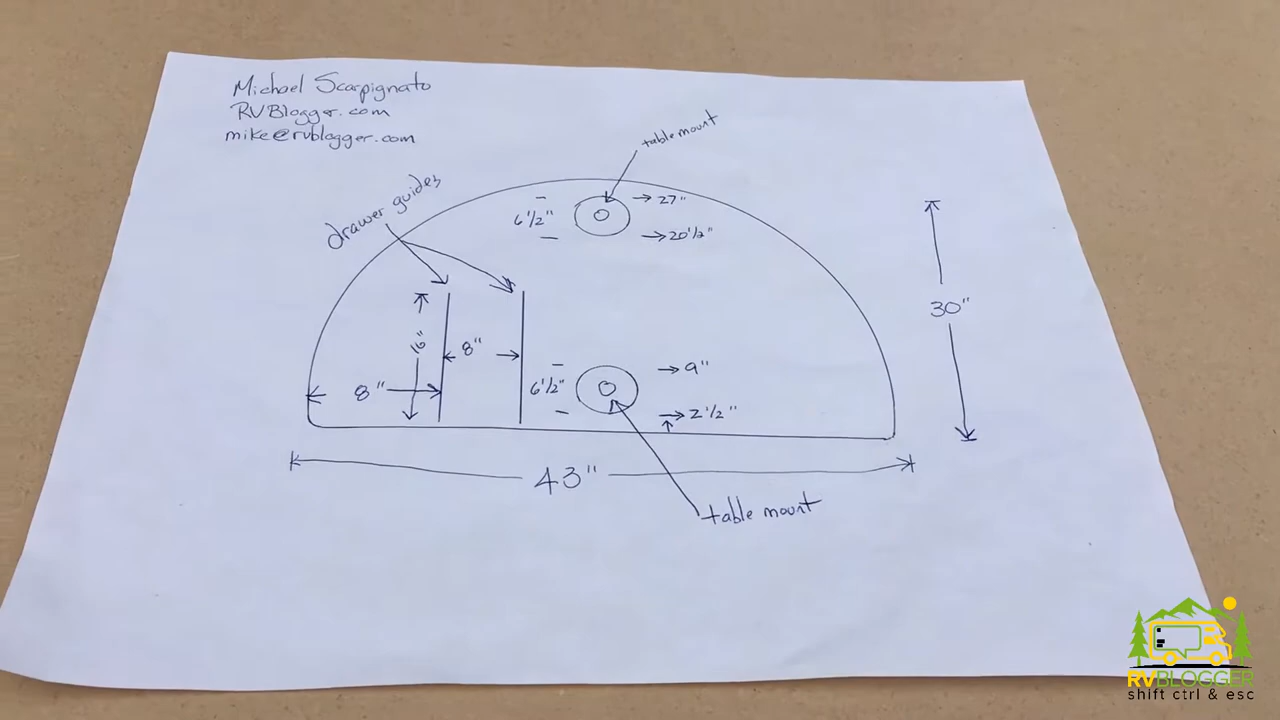 Michael Scarpignato
RVBlogger.com
mike@rvblogger.com
table mount
drawer guides
6 1/2"
27"
20 1/2"
30"
16"
8"
8"
6 1/2"
9"
2 1/2"
43"
table mount
RVBLOGGER
shift ctrl & esc